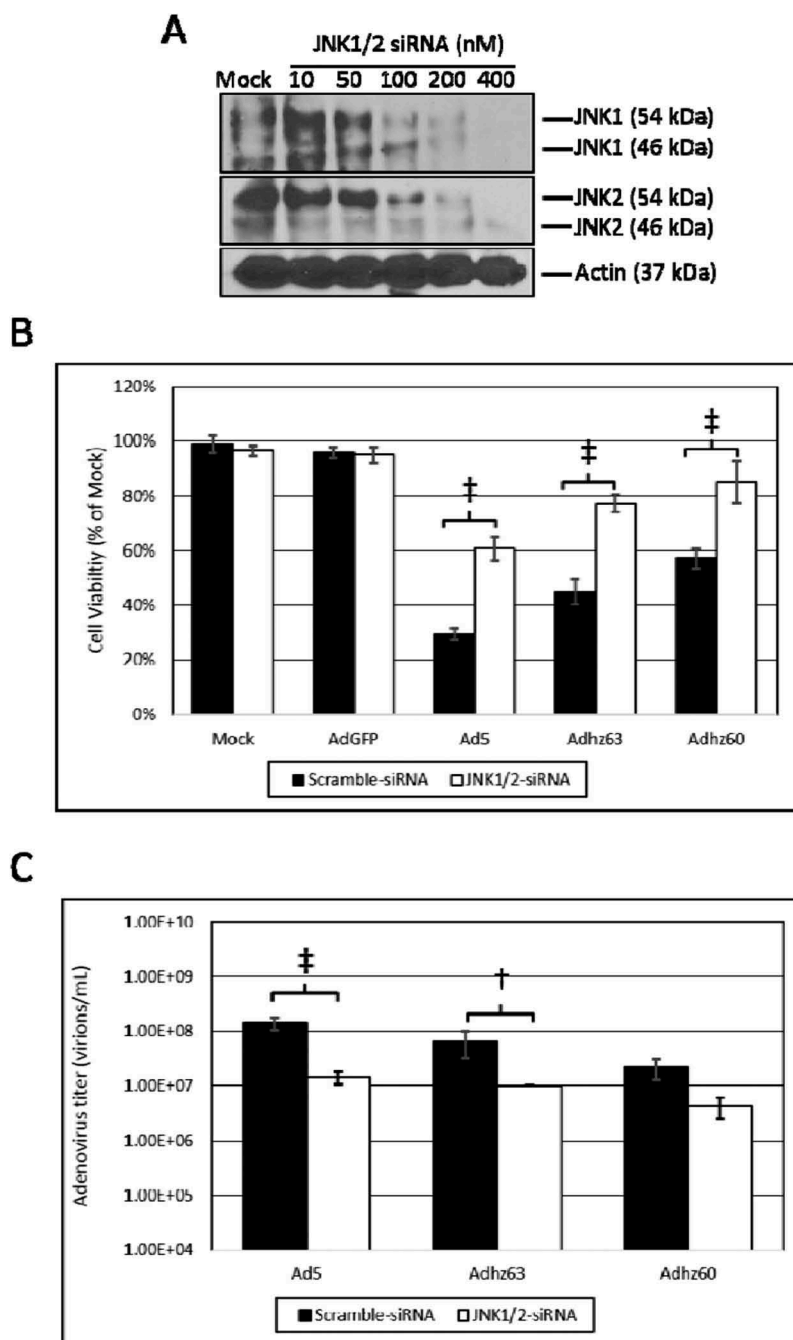 A
JNK1/2 siRNA (nM)
Mock 10 50 100 200 400
JNK1 (54 kDa)
JNK1 (46 kDa)
JNK2 (54 kDa)
JNK2 (46 kDa)
Actin (37 kDa)
B
120%
100%
80%
60%
40%
20%
0%
Cell Viabiltiy (% of Mock)
‡
‡
‡
Mock AdGFP Ad5 Adhz63 Adhz60
Scramble-siRNA JNK1/2-siRNA
C
1.00E+10
1.00E+09
1.00E+08
1.00E+07
1.00E+06
1.00E+05
1.00E+04
Adenovirus titer (virions/mL)
‡
†
Ad5 Adhz63 Adhz60
Scramble-siRNA JNK1/2-siRNA